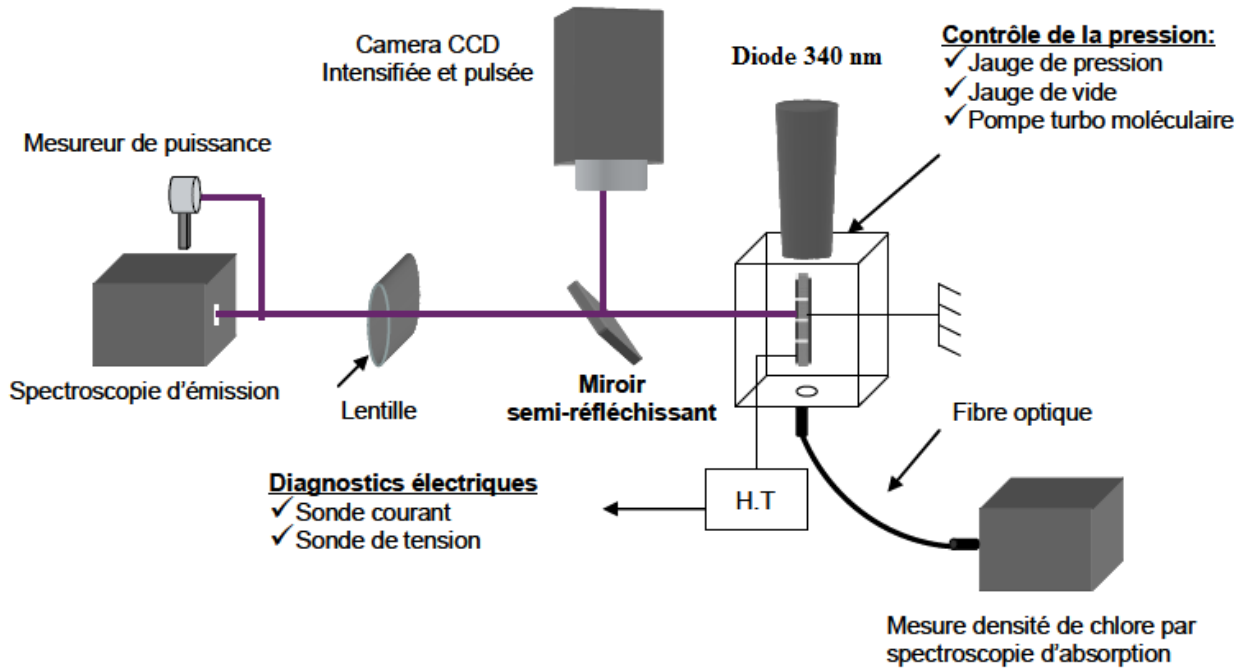 Camera CCD
Intensifiée et pulsée
Diode 340 nm
Contrôle de la pression:
✓Jauge de pression
✓Jauge de vide
✓Pompe turbo moléculaire
Mesureur de puissance
Spectroscopie d'émission
Lentille
Miroir
semi-réfléchissant
Fibre optique
Diagnostics électriques
✓Sonde courant
✓Sonde de tension
H.T
Mesure densité de chlore par
spectroscopie d'absorption